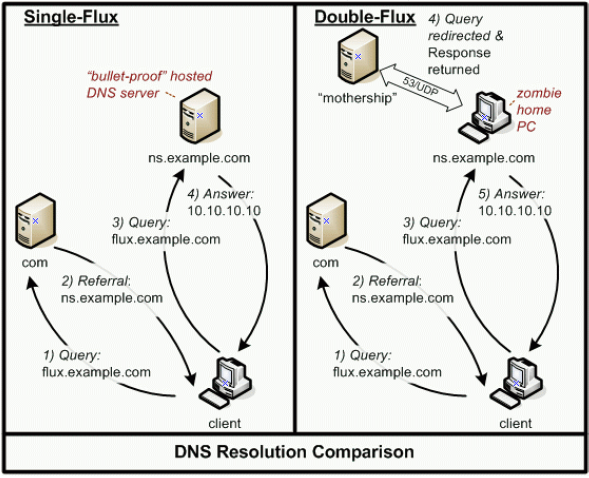 Single-Flux
"bullet-proof" hosted
DNS server
ns.example.com
4) Answer:
10.10.10.10
3) Query:
flux.example.com
com
2) Referral:
ns.example.com
1) Query:
flux.example.com
client
Double-Flux
4) Query
redirected &
Response
returned
53/UDP
"mothership"
zombie
home
PC
ns.example.com
5) Answer:
10.10.10.10
3) Query:
flux.example.com
com
2) Referral:
ns.example.com
1) Query:
flux.example.com
client
DNS Resolution Comparison